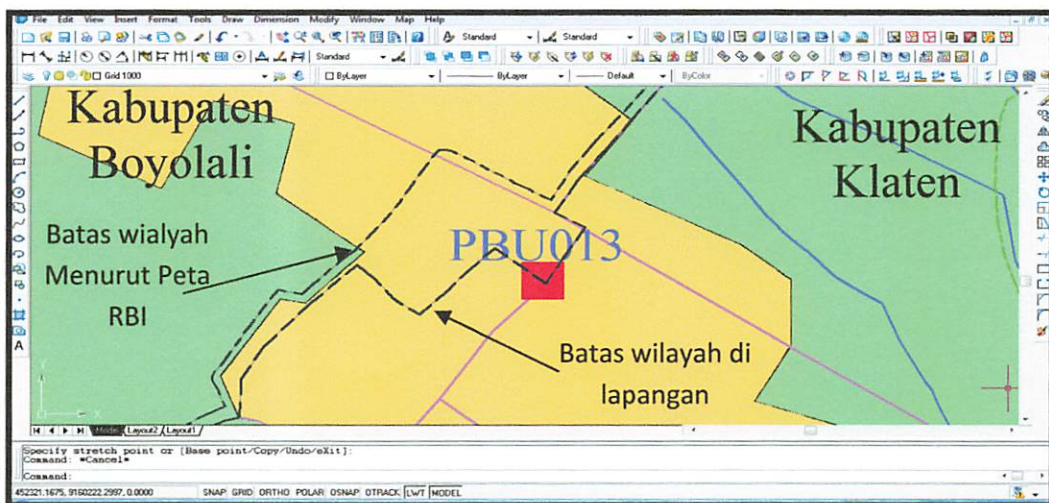 File Edit View Insert Format Tools Draw Dimension Modify Window Map Help
Standard Standard
Standard
Grid 1000 ByLayer ByLayer Default ByColor
Kabupaten
Boyolali
Kabupaten
Klaten
PBU013
Batas wialyah
Menurut Peta
RBI
Batas wilayah di
lapangan
Y
X
A
Model Layout2 Layout1
Specify stretch point or [Base point/Copy/Undo/eXit]:
Command: *Cancel*
Command:
452321.1675, 9160222.2997, 0.0000 SNAP GRID ORTHO POLAR OSNAP OTRACK LWT MODEL